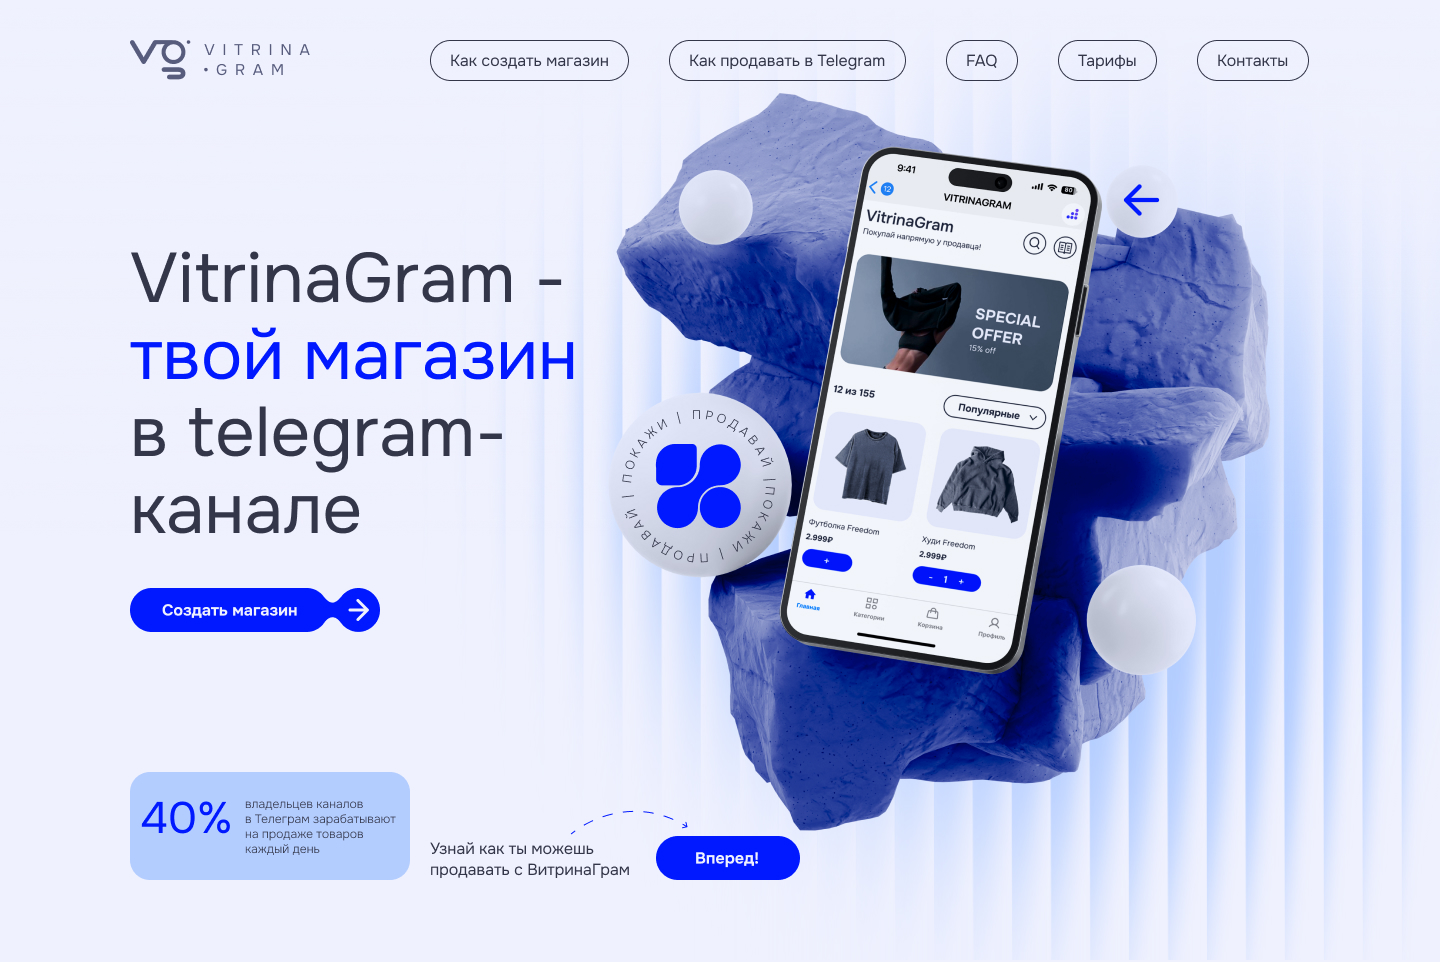 VITRINA
·GRAM
Как создать магазин
Как продавать в Telegram
FAQ
Тарифы
Контакты
VitrinaGram -
твой магазин
в telegram-
канале
Создать магазин
40%
владельцев каналов
в Телеграм зарабатывают
на продаже товаров
каждый день
Узнай как ты можешь
продавать с ВитринаГрам
Вперед!
ПОКАЖИ | ПРОДАВАЙ | ПОКАЖИ | ПРОДАВАЙ |
9:41
80
12
VITRINAGRAM
VitrinaGram
Покупай напрямую у продавца!
SPECIAL
OFFER
15% off
12 из 155
Популярные
Футболка Freedom
2.999₽
+
Худи Freedom
2.999₽
- 1 +
Главная
Категории
Корзина
Профиль